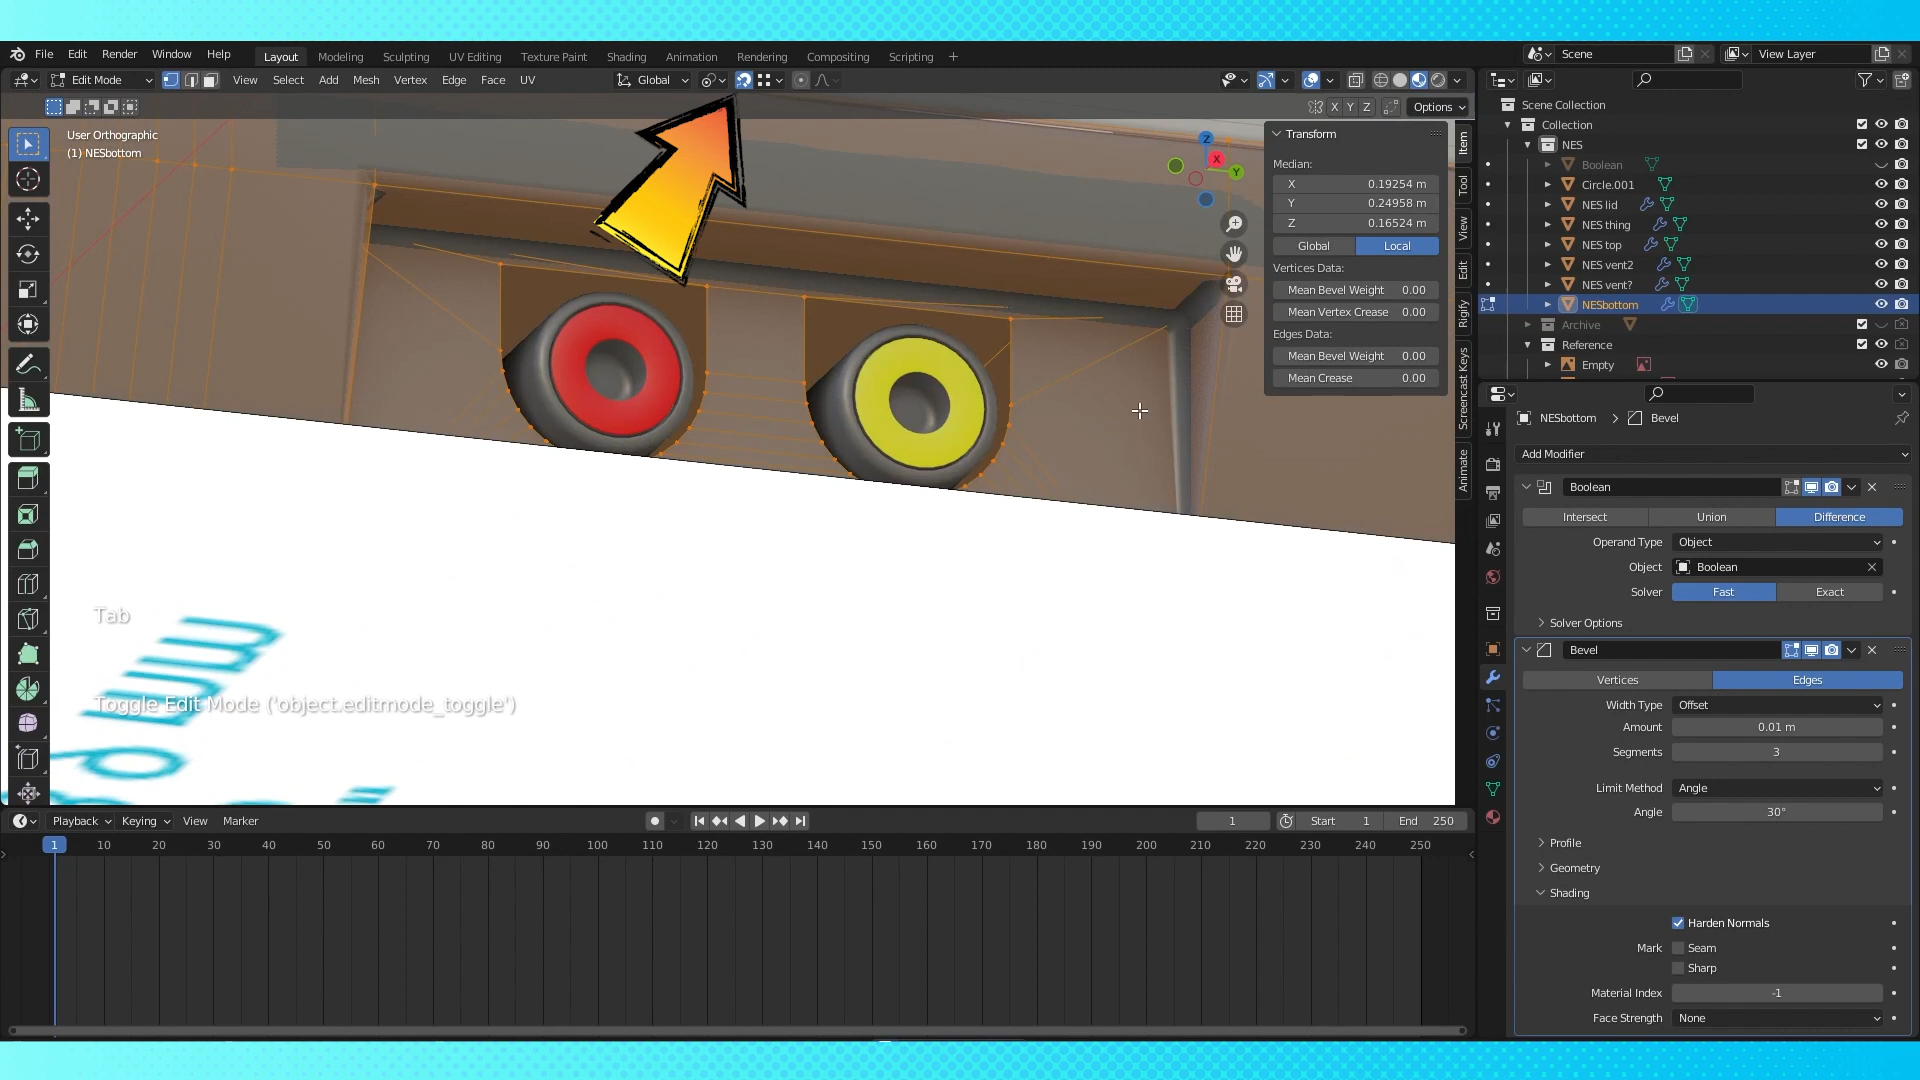 File Edit Render Window Help Layout Modeling Sculpting UV Editing Texture Paint Shading Animation Rendering Compositing Scripting + Scene View Layer
Edit Mode View Select Add Mesh Vertex Edge Face UV Global
X Y Z Options
User Orthographic
(1) NESbottom
Transform
Median:
X 0.19254 m
Y 0.24958 m
Z 0.16524 m
Global Local
Vertices Data:
Mean Bevel Weight 0.00
Mean Vertex Crease 0.00
Edges Data:
Mean Bevel Weight 0.00
Mean Crease 0.00
Z
X
Y
Item
Tool
View
Edit
Rigify
Screencast Keys
Animate
Scene Collection
Collection
NES
Boolean
Circle.001
NES lid
NES thing
NES top
NES vent2
NES vent?
NESbottom
Archive
Reference
Empty
NESbottom > Bevel
Add Modifier
Boolean
Intersect Union Difference
Operand Type Object
Object Boolean
Solver Fast Exact
Solver Options
Bevel
Vertices Edges
Width Type Offset
Amount 0.01 m
Segments 3
Limit Method Angle
Angle 30°
Profile
Geometry
Shading
Harden Normals
Mark Seam
Sharp
Material Index -1
Face Strength None
Tab
Toggle Edit Mode ('object.editmode_toggle')
Playback Keying View Marker 1 Start 1 End 250
1 10 20 30 40 50 60 70 80 90 100 110 120 130 140 150 160 170 180 190 200 210 220 230 240 250